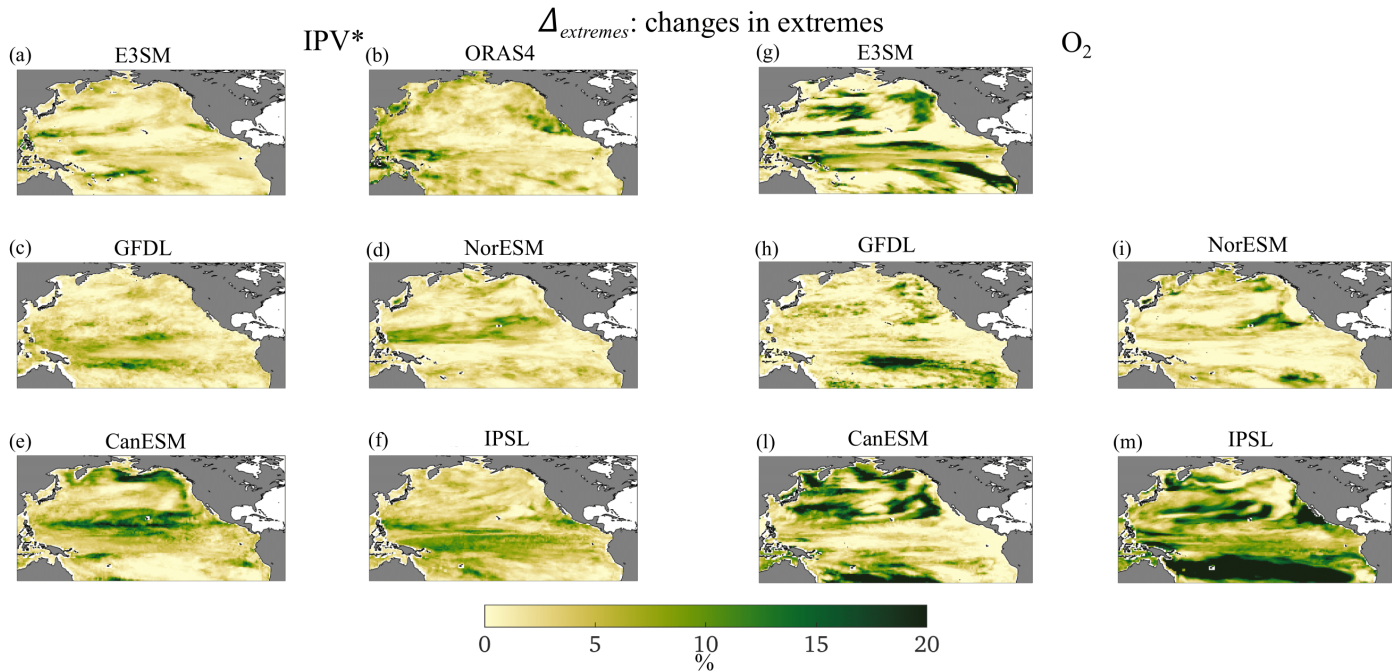 Δextremes: changes in extremes
IPV*
O₂
(a) E3SM
(b) ORAS4
(g) E3SM
(c) GFDL
(d) NorESM
(h) GFDL
(i) NorESM
(e) CanESM
(f) IPSL
(l) CanESM
(m) IPSL
0 5 10 15 20
%